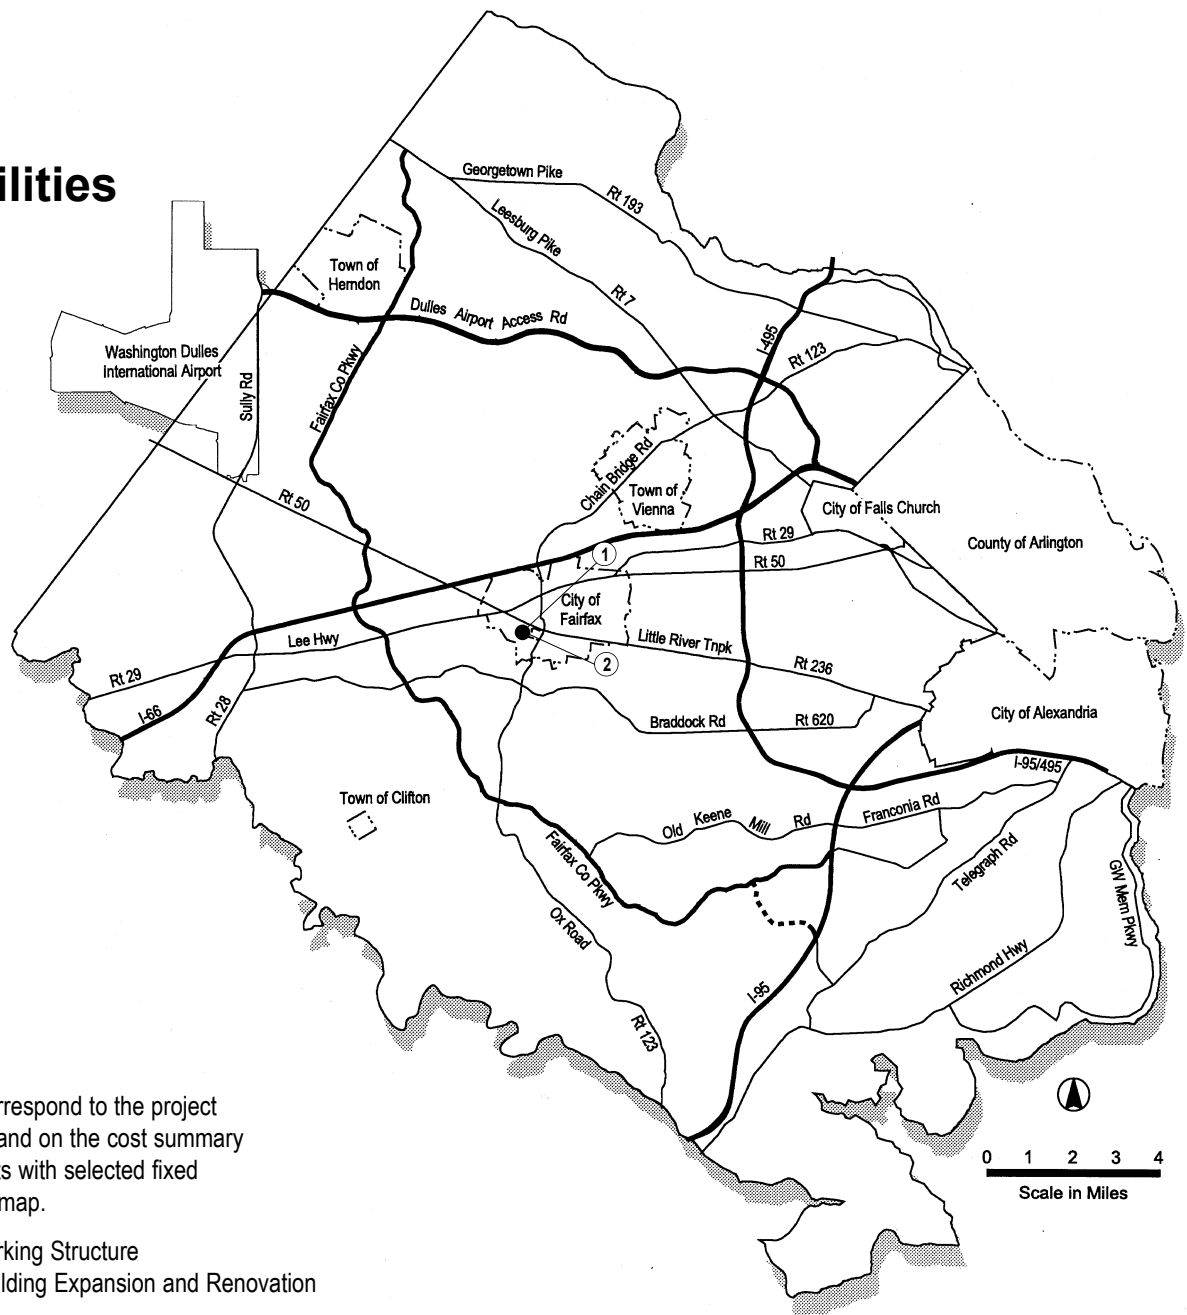 ilities
Georgetown Pike
Rt 193
Leesburg Pike
Rt 7
Town of
Herndon
Dulles Airport Access Rd
I-495
Rt 123
Washington Dulles
International Airport
Sully Rd
Fairfax Co Pkwy
Chain Bridge Rd
Town of
Vienna
Rt 50
City of Falls Church
Rt 29
County of Arlington
1
Rt 50
City of
Fairfax
Lee Hwy
Little River Tnpk
2
Rt 236
Rt 29
I-66
Rt 28
Braddock Rd
Rt 620
City of Alexandria
I-95/495
Town of Clifton
Old Keene Mill Rd
Franconia Rd
Fairfax Co Pkwy
Telegraph Rd
GW Mem Pkwy
Ox Road
Richmond Hwy
I-95
Rt 123
rrespond to the project
and on the cost summary
ts with selected fixed
map.
0 1 2 3 4
Scale in Miles
rking Structure
ilding Expansion and Renovation